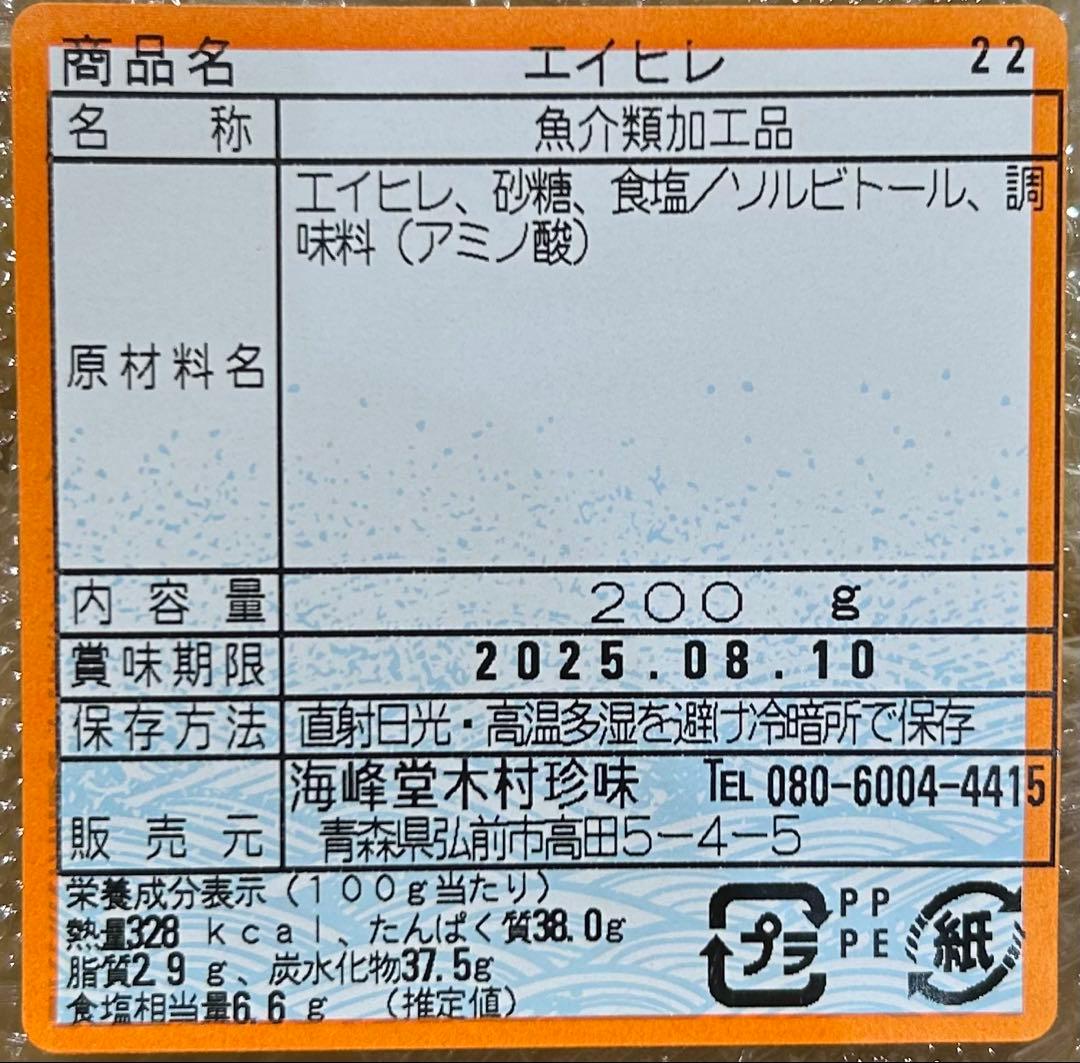 商品名 エイヒレ 22
名称 魚介類加工品
原材料名 エイヒレ、砂糖、食塩／ソルビトール、調
味料（アミノ酸）
内容量 200 g
賞味期限 2025.08.10
保存方法 直射日光・高温多湿を避け冷暗所で保存
販売元 海峰堂木村珍味 TEL 080-6004-4415
青森県弘前市高田5-4-5
栄養成分表示（100g当たり）
熱量328 kcal、たんぱく質38.0g
脂質2.9 g、炭水化物37.5g
食塩相当量6.6 g （推定値）
プラ PP
PE
紙